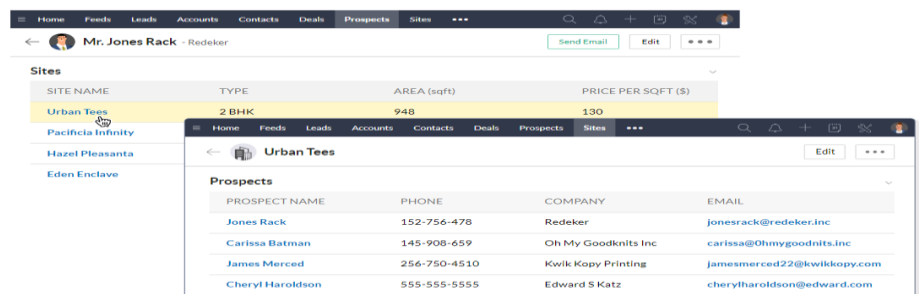 Home Feeds Leads Accounts Contacts Deals Prospects Sites
Mr. Jones Rack - Redeker Send Email Edit
Sites
SITE NAME TYPE AREA (sqft) PRICE PER SQFT ($)
Urban Tees 2 BHK 948 130
Pacificia Infinity
Hazel Pleasanta
Eden Enclave
Home Feeds Leads Accounts Contacts Deals Prospects Sites
Urban Tees Edit
Prospects
PROSPECT NAME PHONE COMPANY EMAIL
Jones Rack 152-756-478 Redeker jonesrack@redeker.inc
Carissa Batman 145-908-659 Oh My Goodknits Inc carissa@0hmygoodnits.inc
James Merced 256-750-4510 Kwik Kopy Printing jamesmerced22@kwikkopy.com
Cheryl Haroldson 555-555-5555 Edward S Katz cherylharoldson@edward.com